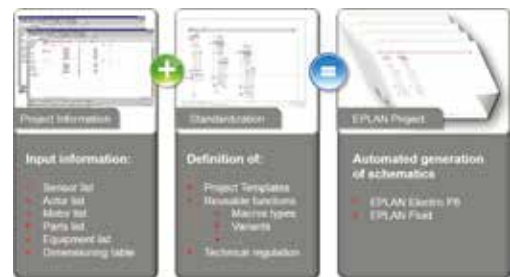 Project Information
Input information:
Sensor list
Actor list
Motor list
Parts list
Equipment list
Dimensioning table
Standardization
Definition of:
Project Templates
Reusable functions
Macros types
Variants
Technical regulation
EPLAN Project
Automated generation
of schematics
EPLAN Electric P8
EPLAN Fluid